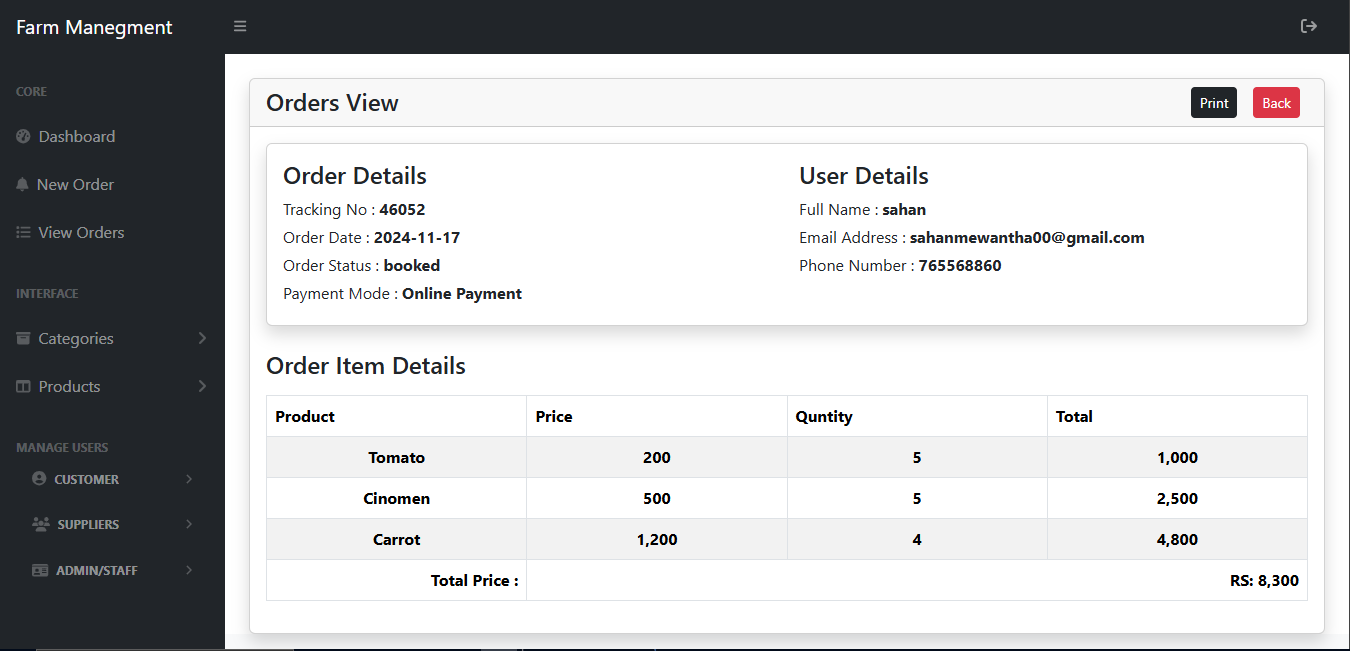 Farm Manegment
CORE
Dashboard
New Order
View Orders
INTERFACE
Categories
Products
MANAGE USERS
CUSTOMER
SUPPLIERS
ADMIN/STAFF
Orders View Print Back
Order Details
Tracking No : 46052
Order Date : 2024-11-17
Order Status : booked
Payment Mode : Online Payment
User Details
Full Name : sahan
Email Address : sahanmewantha00@gmail.com
Phone Number : 765568860
Order Item Details
Product Price Quntity Total
Tomato 200 5 1,000
Cinomen 500 5 2,500
Carrot 1,200 4 4,800
Total Price : RS: 8,300